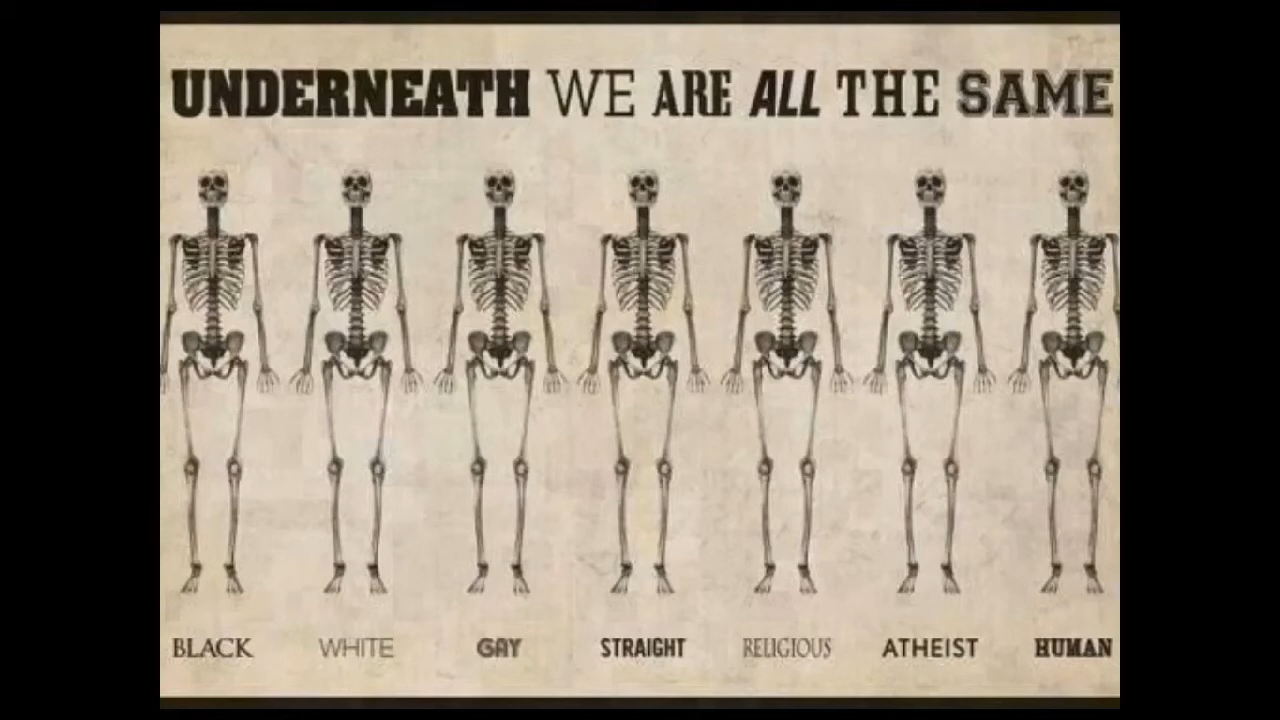 UNDERNEATH WE ARE ALL THE SAME
BLACK WHITE GAY STRAIGHT RELIGIOUS ATHEIST HUMAN